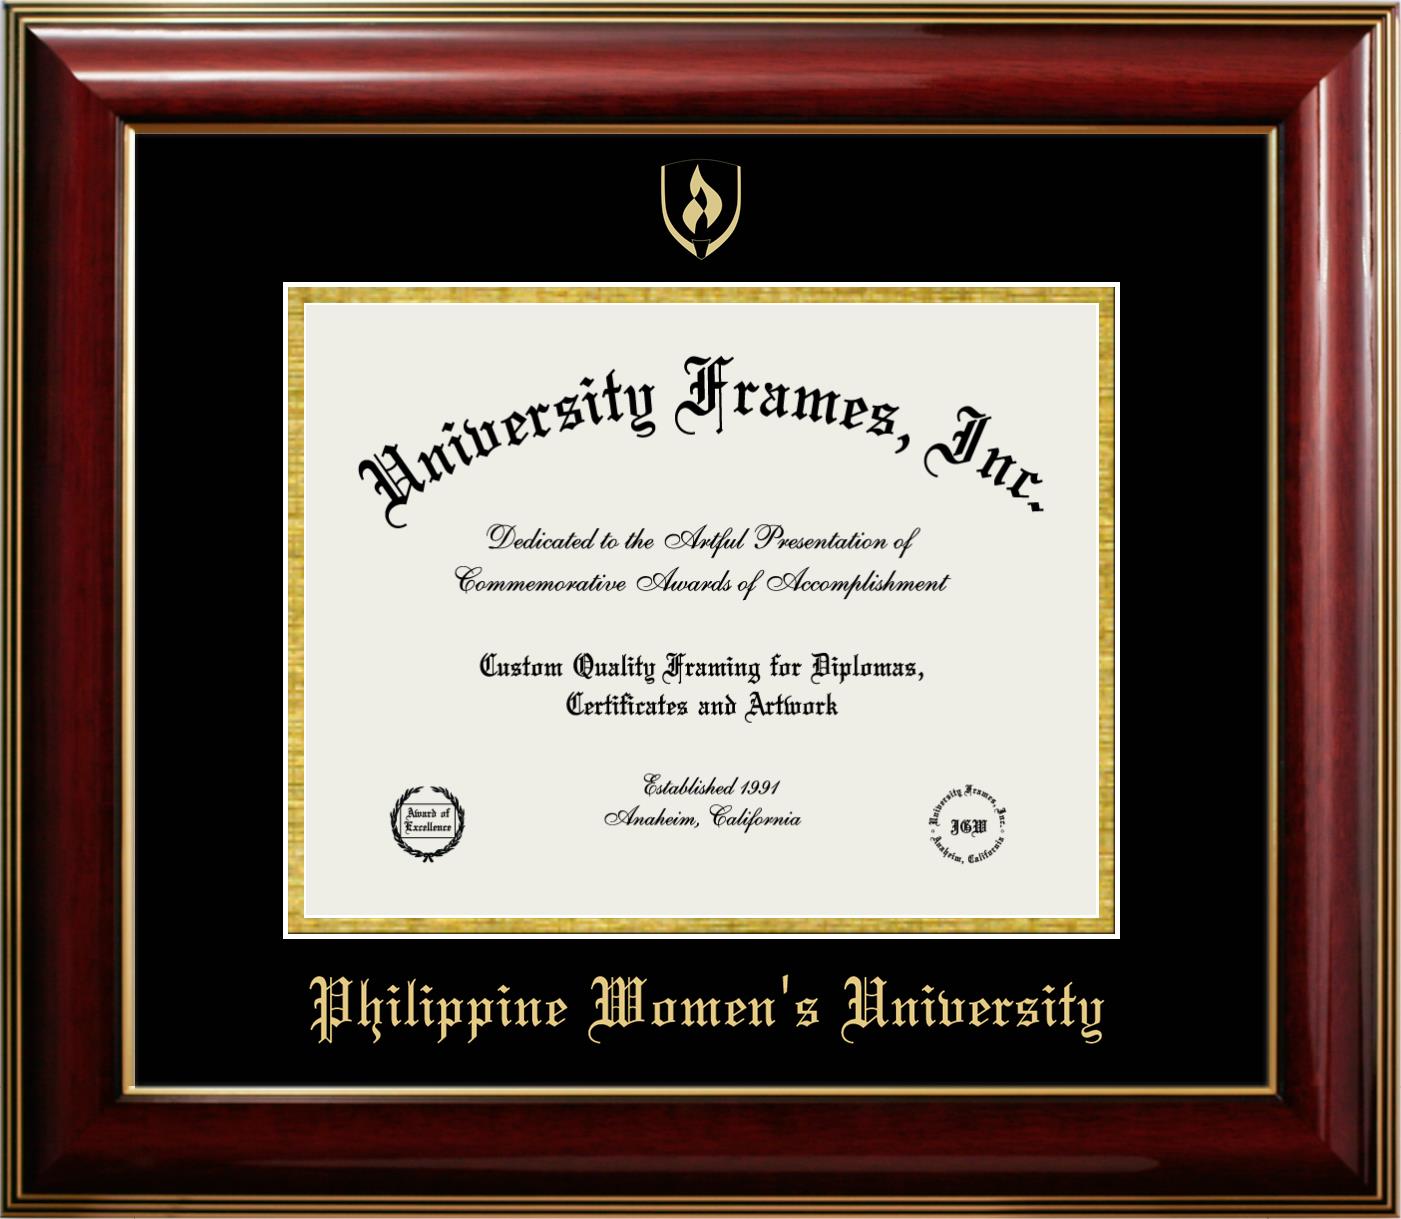 University Frames, Inc.
Dedicated to the Artful Presentation of
Commemorative Awards of Accomplishment
Custom Quality Framing for Diplomas,
Certificates and Artwork
Established 1991
Anaheim, California
Award of
Excellence
University Frames, Inc.
JGW
Anaheim, California
Philippine Women's University